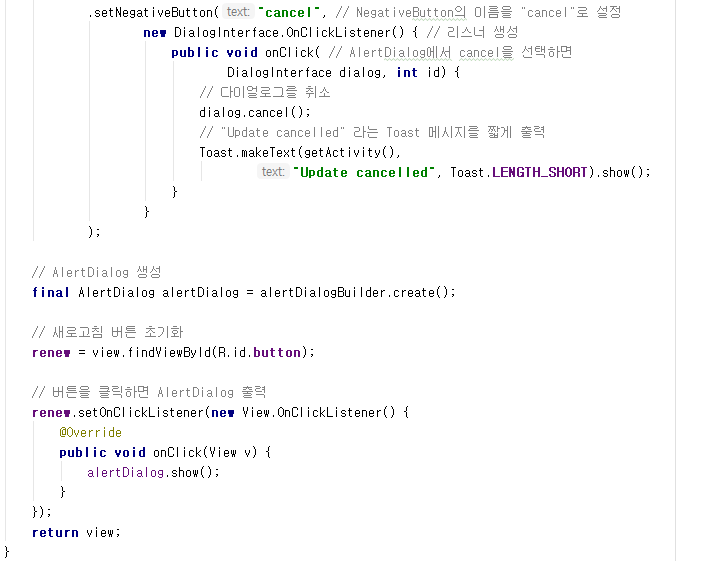 .setNegativeButton( text: "cancel", // NegativeButton의 이름을 "cancel"로 설정
new DialogInterface.OnClickListener() { // 리스너 생성
public void onClick( // AlertDialog에서 cancel을 선택하면
DialogInterface dialog, int id) {
// 다이얼로그를 취소
dialog.cancel();
// "Update cancelled" 라는 Toast 메시지를 짧게 출력
Toast.makeText(getActivity(),
text: "Update cancelled", Toast.LENGTH_SHORT).show();
}
}
);
// AlertDialog 생성
final AlertDialog alertDialog = alertDialogBuilder.create();
// 새로고침 버튼 초기화
renew = view.findViewById(R.id.button);
// 버튼을 클릭하면 AlertDialog 출력
renew.setOnClickListener(new View.OnClickListener() {
@Override
public void onClick(View v) {
alertDialog.show();
}
});
return view;
}